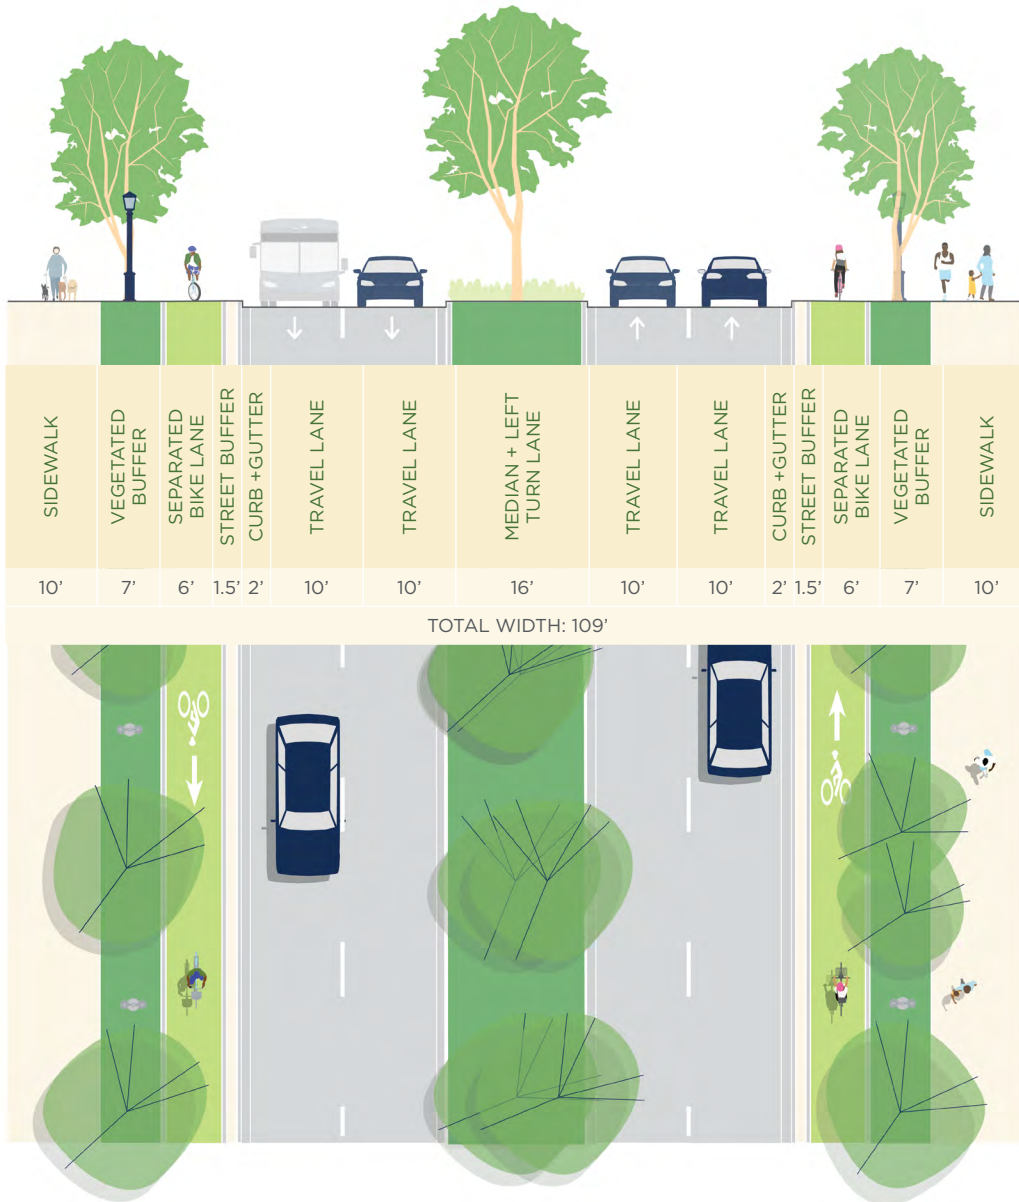 SIDEWALK
VEGETATED
BUFFER
SEPARATED
BIKE LANE
STREET BUFFER
CURB +GUTTER
TRAVEL LANE
TRAVEL LANE
MEDIAN + LEFT
TURN LANE
TRAVEL LANE
TRAVEL LANE
CURB +GUTTER
STREET BUFFER
SEPARATED
BIKE LANE
VEGETATED
BUFFER
SIDEWALK
10’ 7’ 6’ 1.5’ 2’ 10’ 10’ 16’ 10’ 10’ 2’ 1.5’ 6’ 7’ 10’
TOTAL WIDTH: 109’